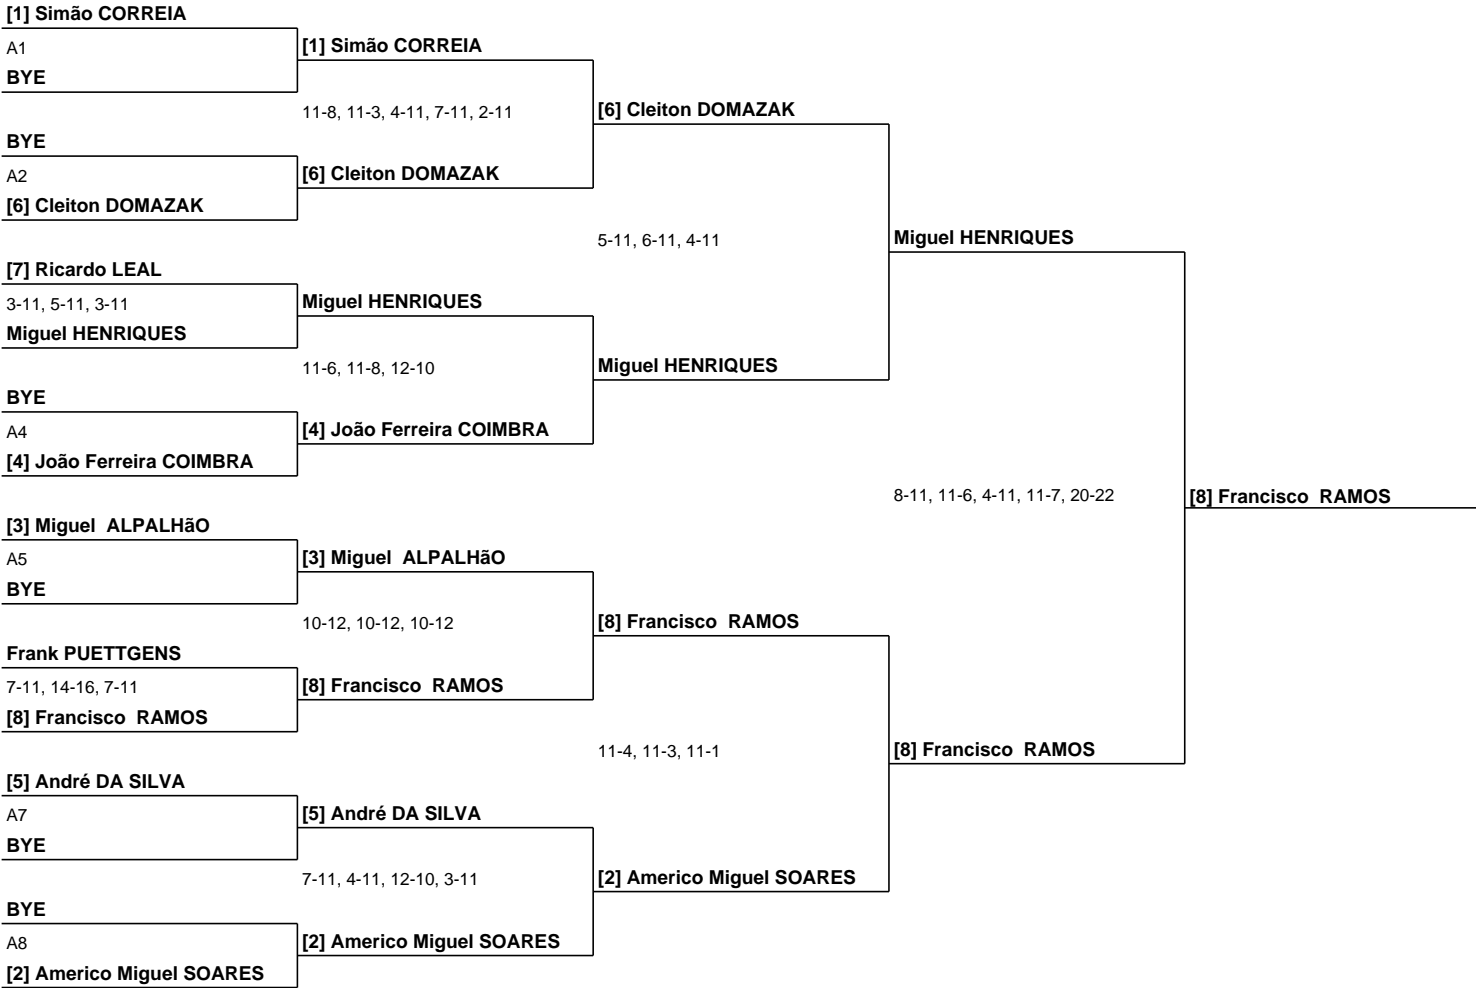 [1] Simão CORREIA
A1
BYE
BYE
A2
[6] Cleiton DOMAZAK
[7] Ricardo LEAL
3-11, 5-11, 3-11
Miguel HENRIQUES
BYE
A4
[4] João Ferreira COIMBRA
[3] Miguel ALPALHãO
A5
BYE
Frank PUETTGENS
7-11, 14-16, 7-11
[8] Francisco RAMOS
[5] André DA SILVA
A7
BYE
BYE
A8
[2] Americo Miguel SOARES
[1] Simão CORREIA
11-8, 11-3, 4-11, 7-11, 2-11
[6] Cleiton DOMAZAK
Miguel HENRIQUES
11-6, 11-8, 12-10
[4] João Ferreira COIMBRA
[3] Miguel ALPALHãO
10-12, 10-12, 10-12
[8] Francisco RAMOS
[5] André DA SILVA
7-11, 4-11, 12-10, 3-11
[2] Americo Miguel SOARES
[6] Cleiton DOMAZAK
5-11, 6-11, 4-11
Miguel HENRIQUES
[8] Francisco RAMOS
11-4, 11-3, 11-1
[2] Americo Miguel SOARES
Miguel HENRIQUES
8-11, 11-6, 4-11, 11-7, 20-22
[8] Francisco RAMOS
[8] Francisco RAMOS